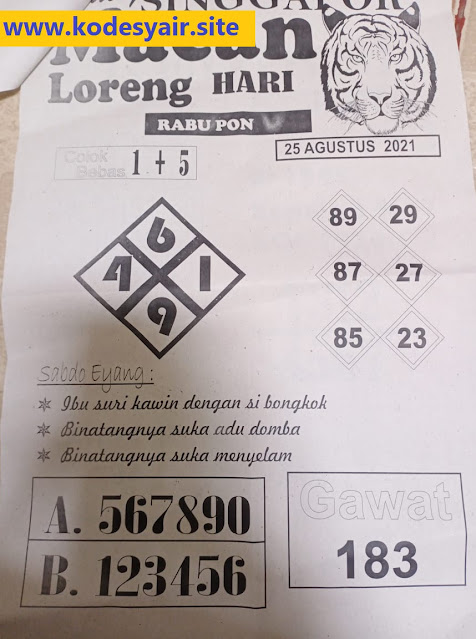 www.kodesyair.site
SINGGAPOR
Macan
Loreng HARI
RABU PON
25 AGUSTUS 2021
Colok
Bebas 1 + 5
6
4 1
9
89 29
87 27
85 23
Sabdo Eyang :
Ibu suri kawin dengan si bongkok
Binatangnya suka adu domba
Binatangnya suka menyelam
A. 567890
B. 123456
Gawat
183